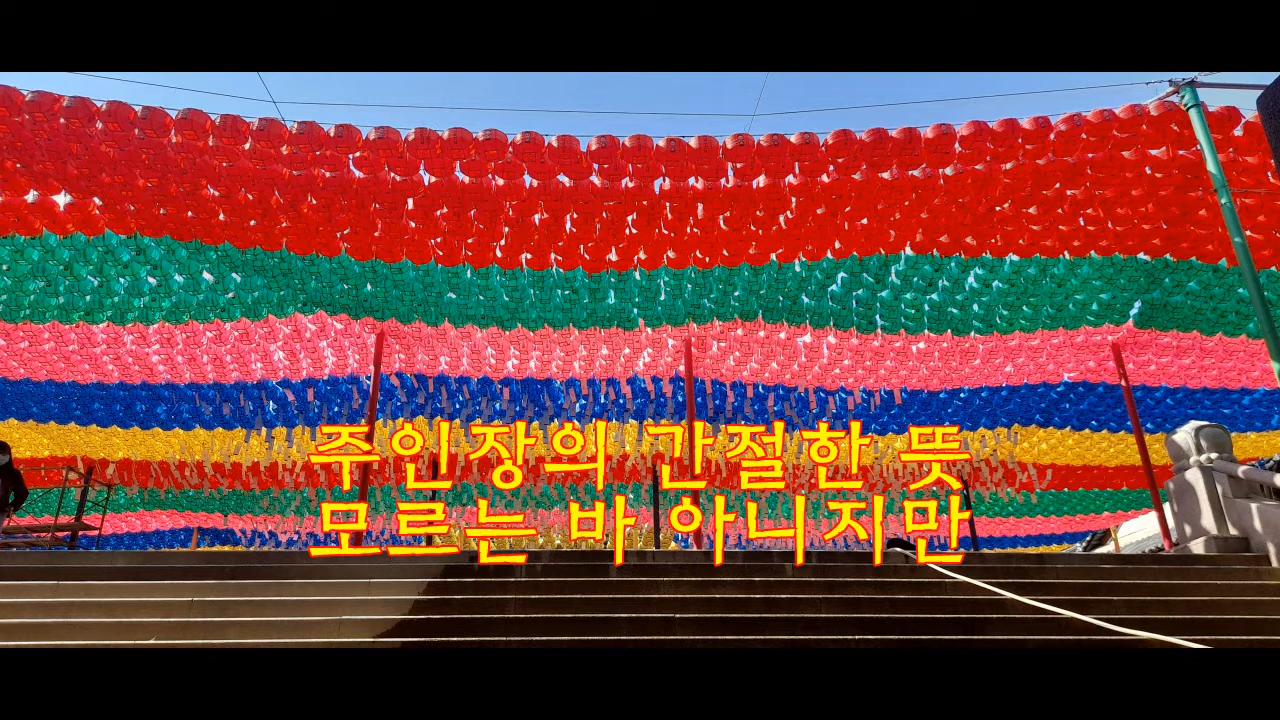 주인장의 간절한 뜻
모르는 바 아니지만